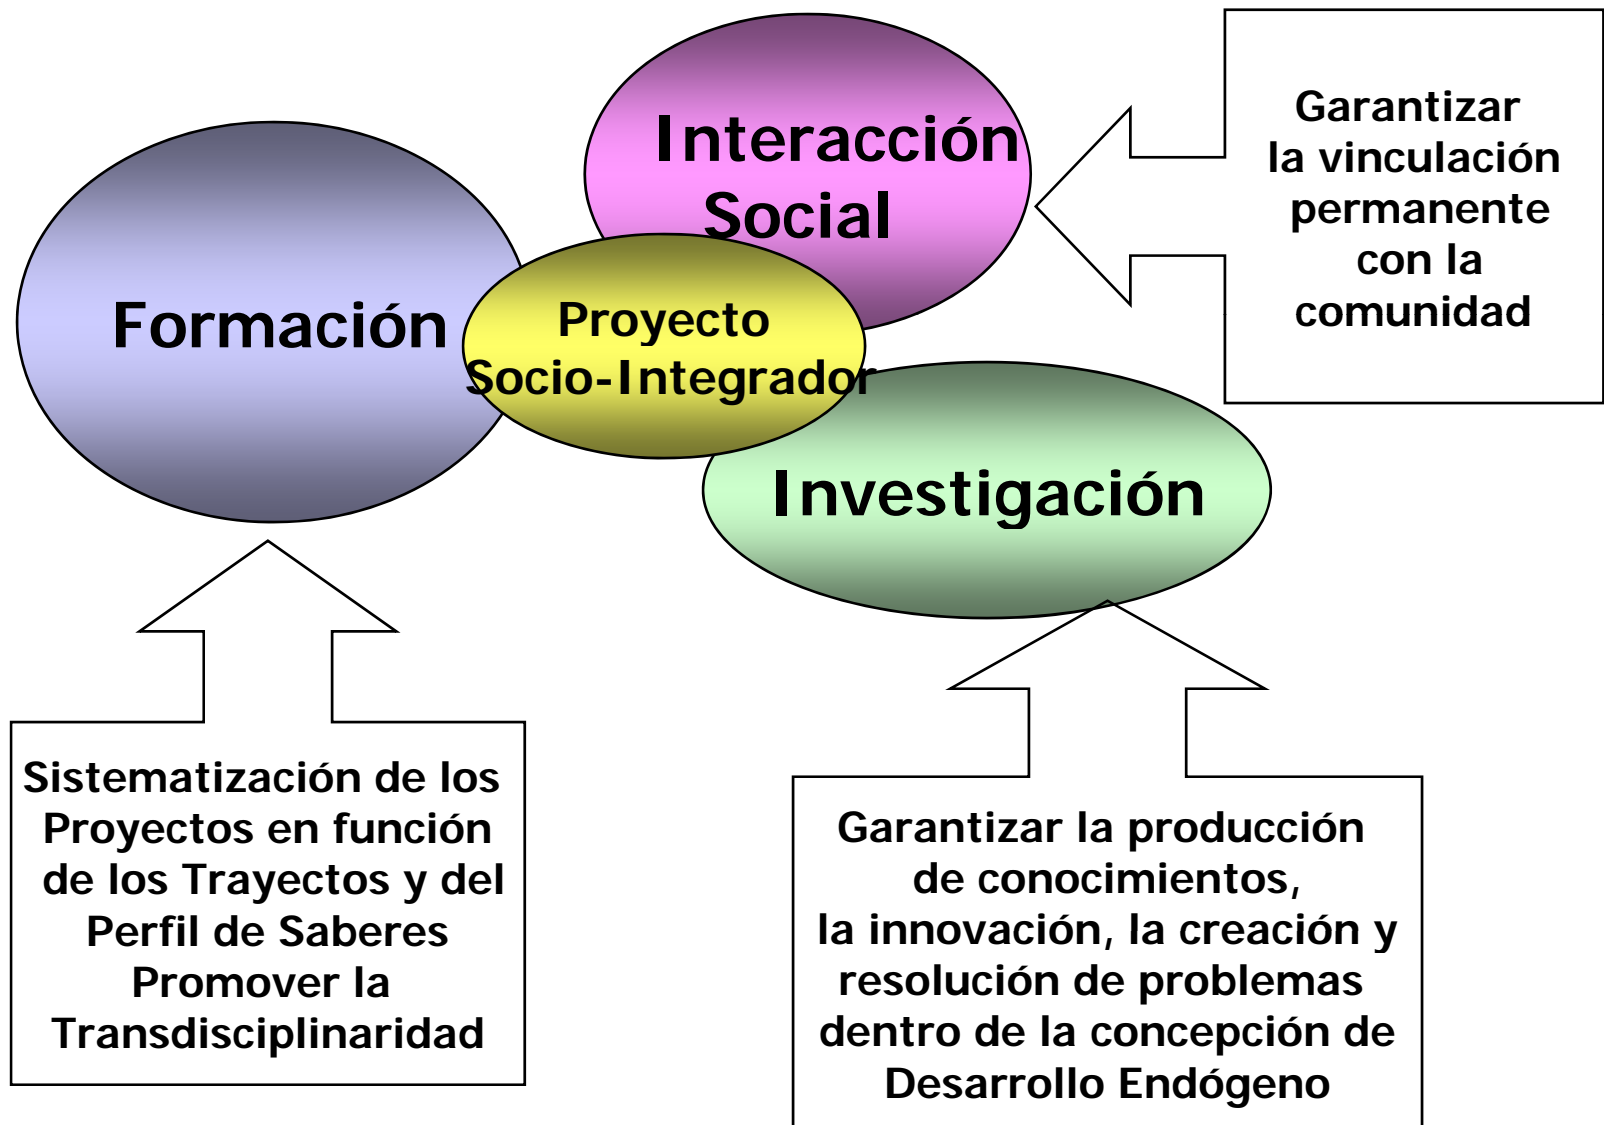 Interacción
Social
Garantizar
la vinculación
permanente
con la
comunidad
Formación
Proyecto
Socio-Integrador
Investigación
Sistematización de los
Proyectos en función
de los Trayectos y del
Perfil de Saberes
Promover la
Transdisciplinaridad
Garantizar la producción
de conocimientos,
la innovación, la creación y
resolución de problemas
dentro de la concepción de
Desarrollo Endógeno